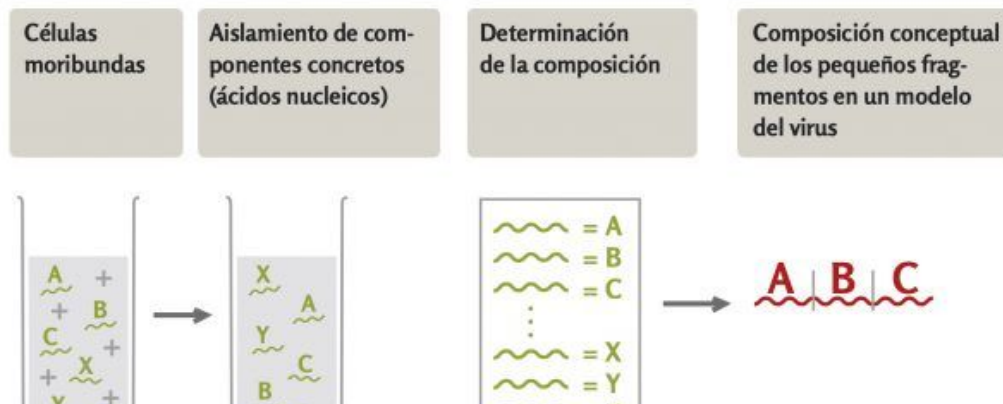 Células
moribundas
Aislamiento de com-
ponentes concretos
(ácidos nucleicos)
Determinación
de la composición
Composición conceptual
de los pequeños frag-
mentos en un modelo
del virus
A
+
+
B
C
+
X
+
Y
+
X
A
Y
C
B
= A
= B
= C
= X
= Y
A B C